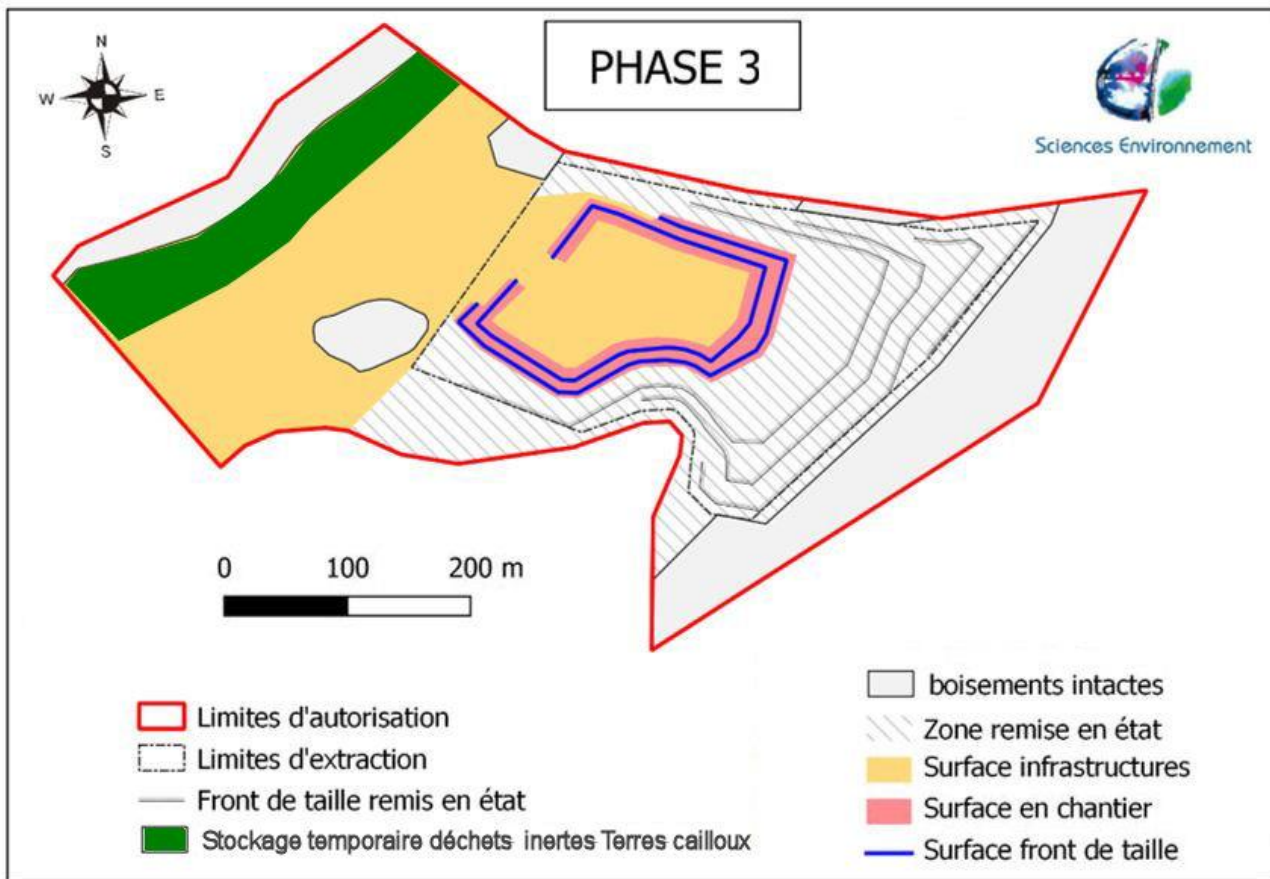 PHASE 3
N
W E
S
Sciences Environnement
0 100 200 m
Limites d'autorisation
Limites d'extraction
Front de taille remis en état
Stockage temporaire déchets inertes Terres cailloux
boisements intactes
Zone remise en état
Surface infrastructures
Surface en chantier
Surface front de taille